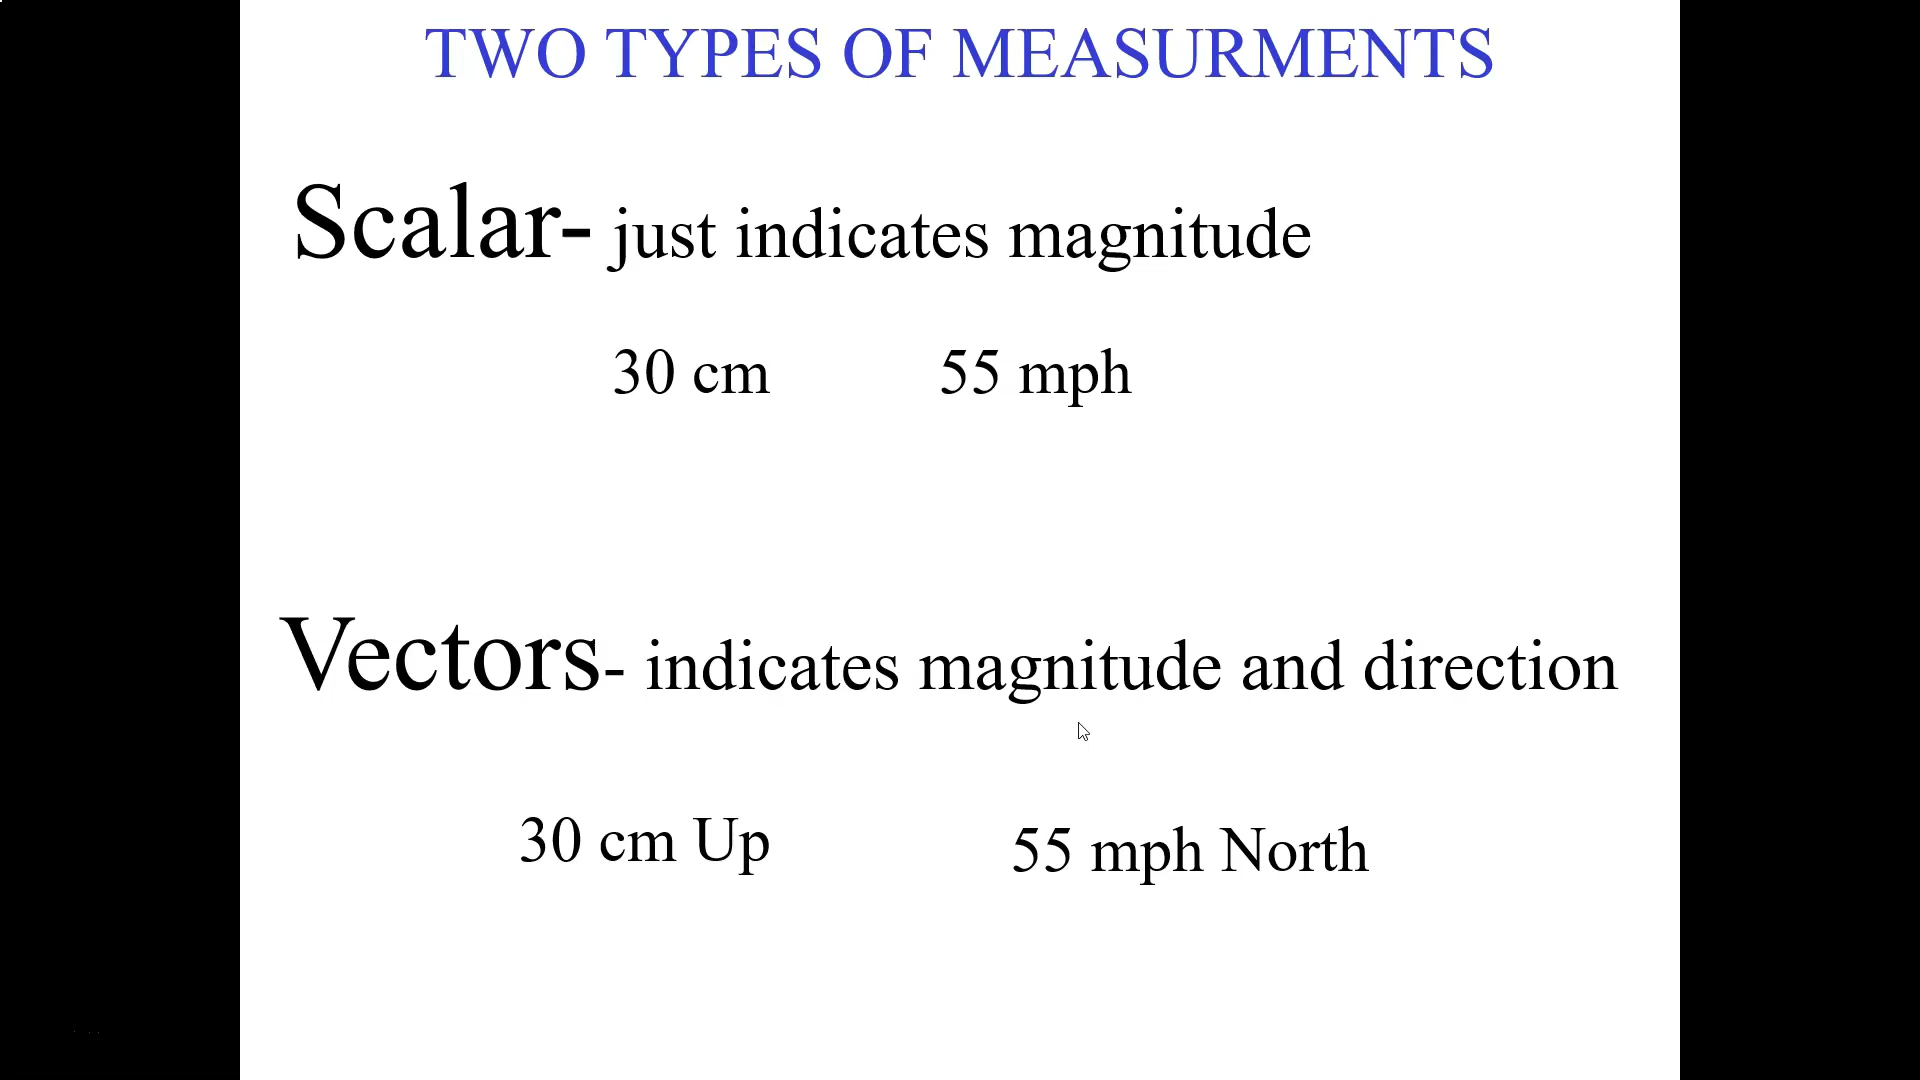 TWO TYPES OF MEASURMENTS
Scalar- just indicates magnitude
30 cm 55 mph
Vectors- indicates magnitude and direction
30 cm Up 55 mph North